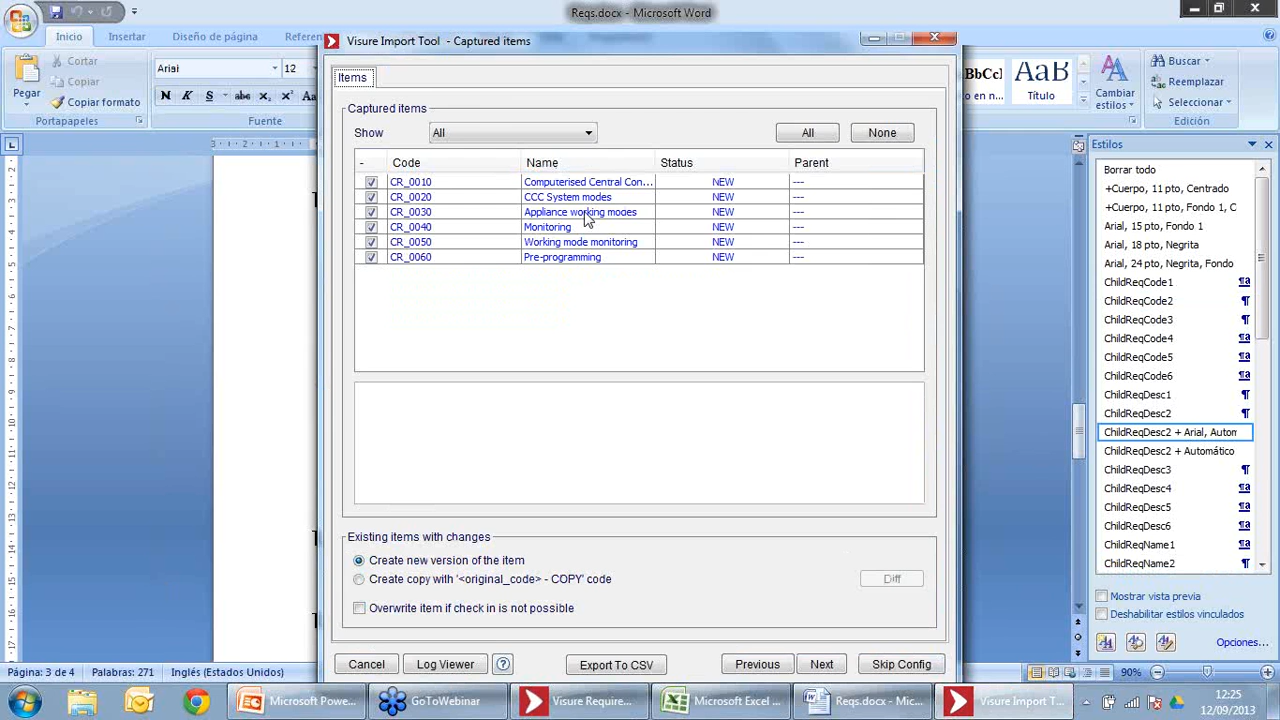 Reqs.docx - Microsoft Word
Inicio
Insertar
Diseño de página
Referen
Cortar
Copiar
Copiar formato
Pegar
Portapapeles
Arial
12
N K S abe x₂ x²
Fuente
BbCcl
AaB
o en n...
Título
Cambiar
estilos
Buscar
Reemplazar
Seleccionar
Edición
Visure Import Tool - Captured items
Items
Captured items
Show
All
All
None
- Code Name Status Parent
CR_0010 Computerised Central Con... NEW ---
CR_0020 CCC System modes NEW ---
CR_0030 Appliance working modes NEW ---
CR_0040 Monitoring NEW ---
CR_0050 Working mode monitoring NEW ---
CR_0060 Pre-programming NEW ---
Existing items with changes
Create new version of the item
Create copy with '<original_code> - COPY' code
Diff
Overwrite item if check in is not possible
Cancel
Log Viewer
?
Export To CSV
Previous
Next
Skip Config
Estilos
Borrar todo
+Cuerpo, 11 pto, Centrado
+Cuerpo, 11 pto, Fondo 1, C
Arial, 15 pto, Fondo 1
Arial, 18 pto, Negrita
Arial, 24 pto, Negrita, Fondo
ChildReqCode1 ¶a
ChildReqCode2 ¶
ChildReqCode3 ¶
ChildReqCode4 ¶a
ChildReqCode5 ¶a
ChildReqCode6 ¶a
ChildReqDesc1 ¶
ChildReqDesc2 ¶
ChildReqDesc2 + Arial, Autom
ChildReqDesc2 + Automático
ChildReqDesc3 ¶
ChildReqDesc4 ¶a
ChildReqDesc5 ¶a
ChildReqDesc6 ¶a
ChildReqName1 ¶a
ChildReqName2 ¶
Mostrar vista previa
Deshabilitar estilos vinculados
Opciones...
Página: 3 de 4
Palabras: 271
Inglés (Estados Unidos)
90%
Microsoft Powe...
GoToWebinar
Visure Require...
Microsoft Excel ...
Reqs.docx - Mic...
Visure Import T...
12:25
12/09/2013